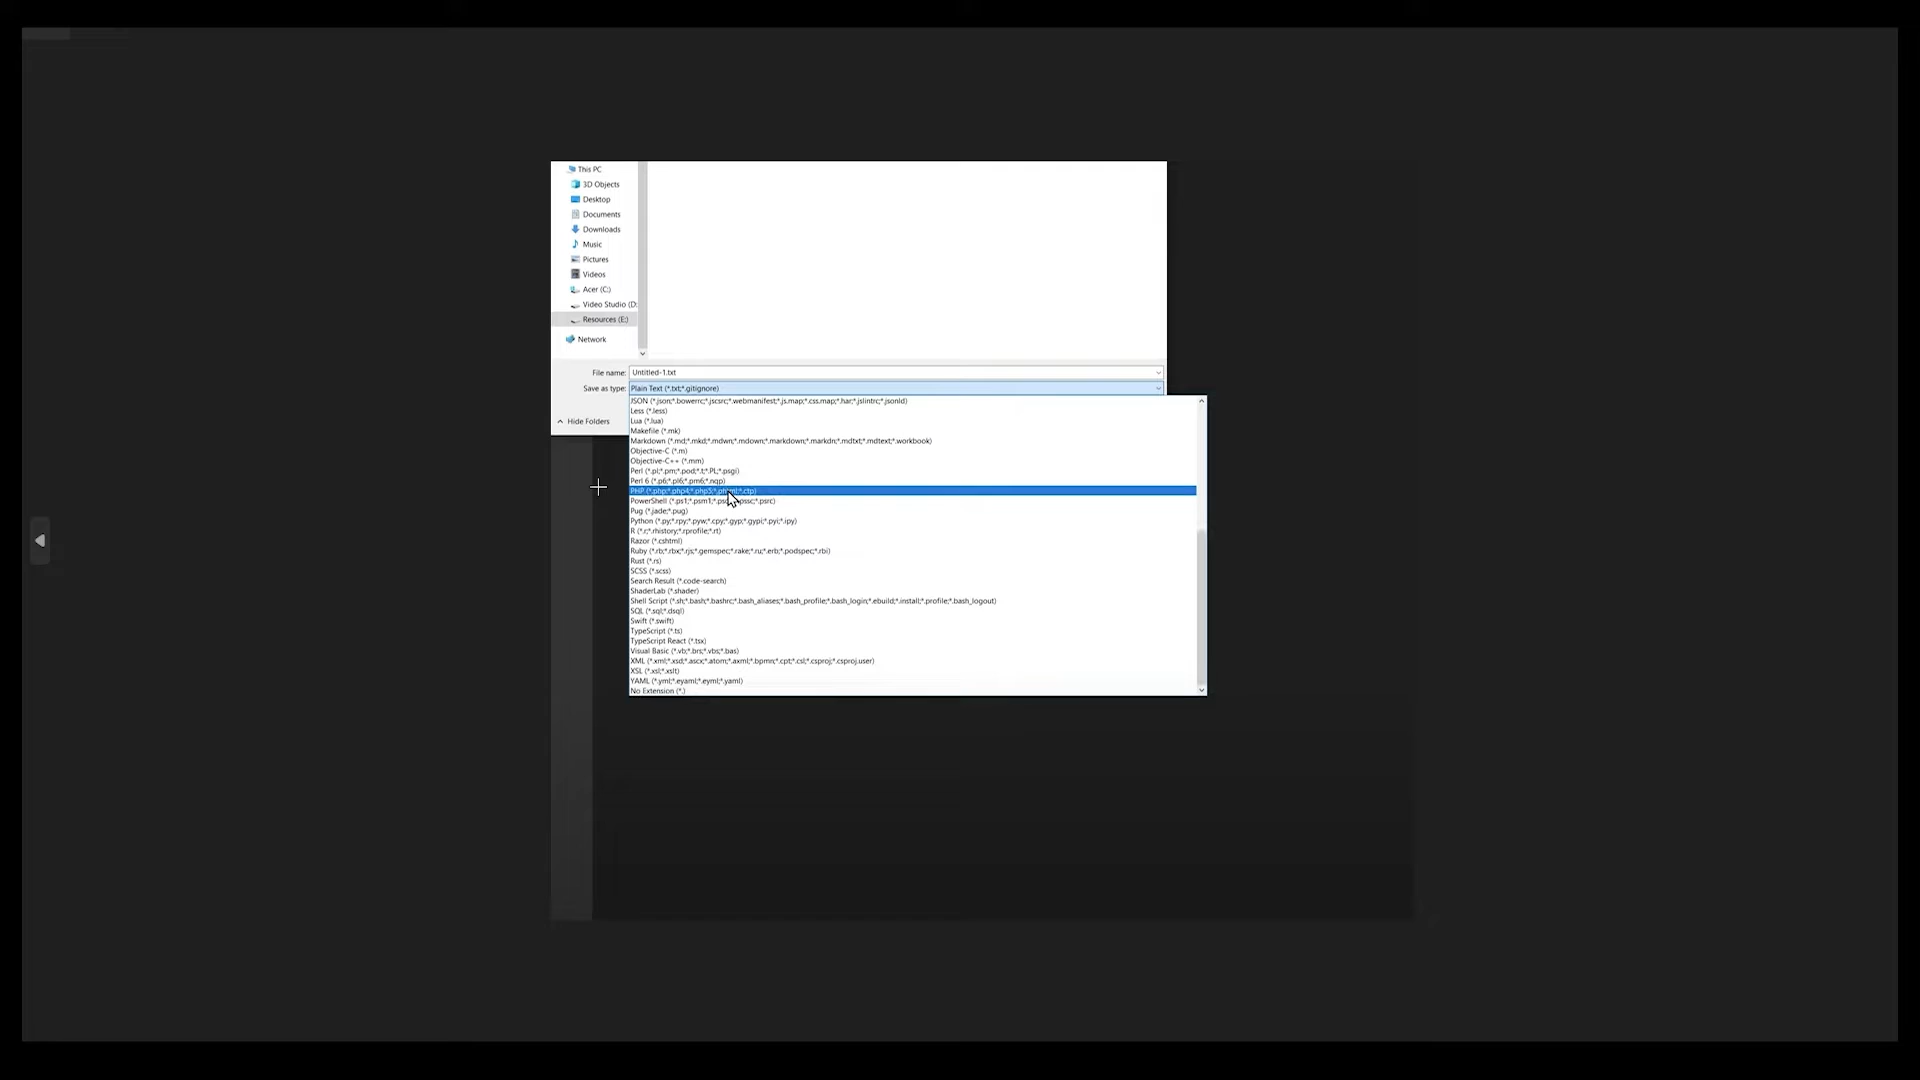 This PC
3D Objects
Desktop
Documents
Downloads
Music
Pictures
Videos
Acer (C:)
Video Studio (D:
Resources (E:)
Network
File name: Untitled-1.txt
Save as type: Plain Text (*.txt;*.gitignore)
Hide Folders
JSON (*.json;*.bowerrc;*.jscsrc;*.webmanifest;*.js.map;*.css.map;*.har;*.jslintrc;*.jsonld)
Less (*.less)
Lua (*.lua)
Makefile (*.mk)
Markdown (*.md;*.mkd;*.mdwn;*.mdown;*.markdown;*.markdn;*.mdtxt;*.mdtext;*.workbook)
Objective-C (*.m)
Objective-C++ (*.mm)
Perl (*.pl;*.pm;*.pod;*.t;*.PL;*.psgi)
Perl 6 (*.p6;*.pl6;*.pm6;*.nqp)
PHP (*.php;*.php4;*.php5;*.phtml;*.ctp)
PowerShell (*.ps1;*.psm1;*.psd1;*.pssc;*.psrc)
Pug (*.jade;*.pug)
Python (*.py;*.rpy;*.pyw;*.cpy;*.gyp;*.gypi;*.pyi;*.ipy)
R (*.r;*.rhistory;*.rprofile;*.rt)
Razor (*.cshtml)
Ruby (*.rb;*.rbx;*.rjs;*.gemspec;*.rake;*.ru;*.erb;*.podspec;*.rbi)
Rust (*.rs)
SCSS (*.scss)
Search Result (*.code-search)
ShaderLab (*.shader)
Shell Script (*.sh;*.bash;*.bashrc;*.bash_aliases;*.bash_profile;*.bash_login;*.ebuild;*.install;*.profile;*.bash_logout)
SQL (*.sql;*.dsql)
Swift (*.swift)
TypeScript (*.ts)
TypeScript React (*.tsx)
Visual Basic (*.vb;*.brs;*.vbs;*.bas)
XML (*.xml;*.xsd;*.ascx;*.atom;*.axml;*.bpmn;*.cpt;*.csl;*.csproj;*.csproj.user)
XSL (*.xsl;*.xslt)
YAML (*.yml;*.eyaml;*.eyml;*.yaml)
No Extension (*.)